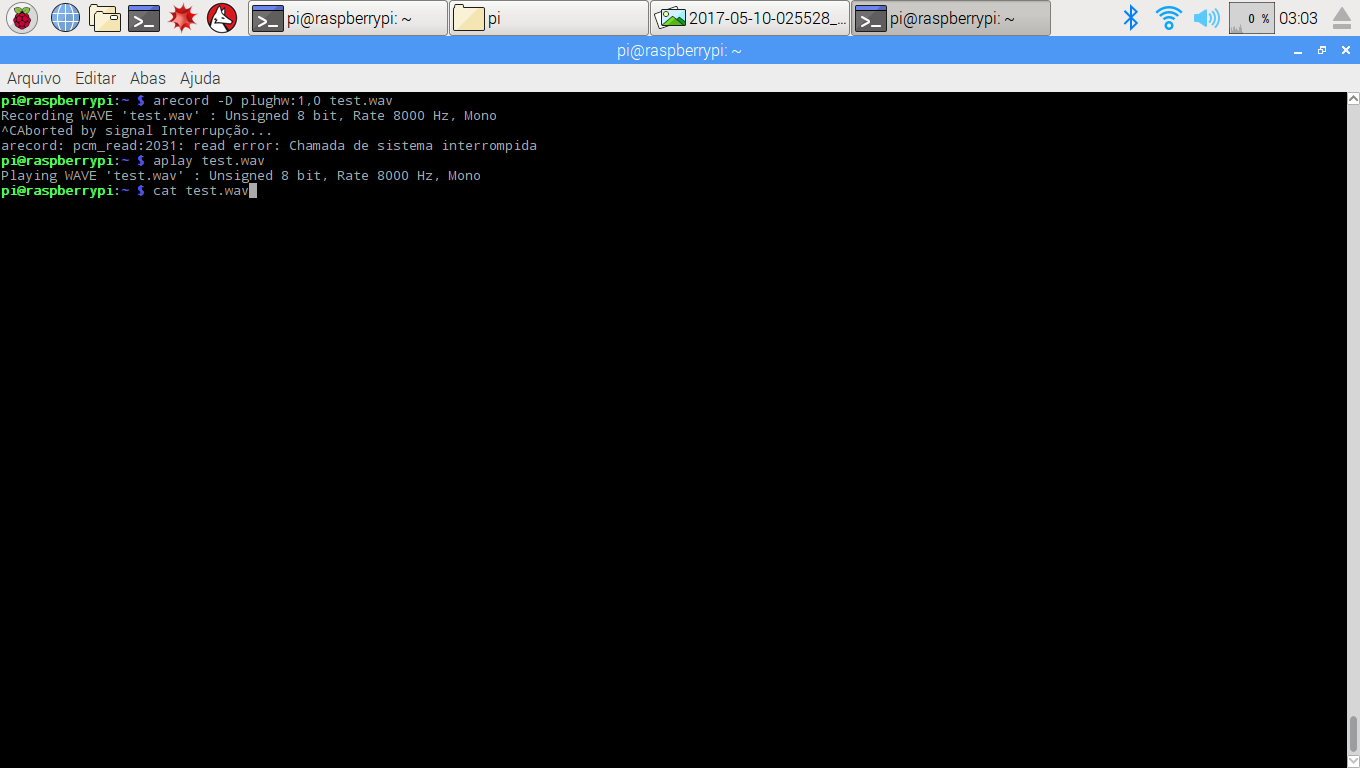 pi@raspberrypi: ~
pi
2017-05-10-025528_...
pi@raspberrypi: ~
0 %
03:03
pi@raspberrypi: ~
Arquivo Editar Abas Ajuda
pi@raspberrypi:~ $ arecord -D plughw:1,0 test.wav
Recording WAVE 'test.wav' : Unsigned 8 bit, Rate 8000 Hz, Mono
^CAborted by signal Interrupção...
arecord: pcm_read:2031: read error: Chamada de sistema interrompida
pi@raspberrypi:~ $ aplay test.wav
Playing WAVE 'test.wav' : Unsigned 8 bit, Rate 8000 Hz, Mono
pi@raspberrypi:~ $ cat test.wav